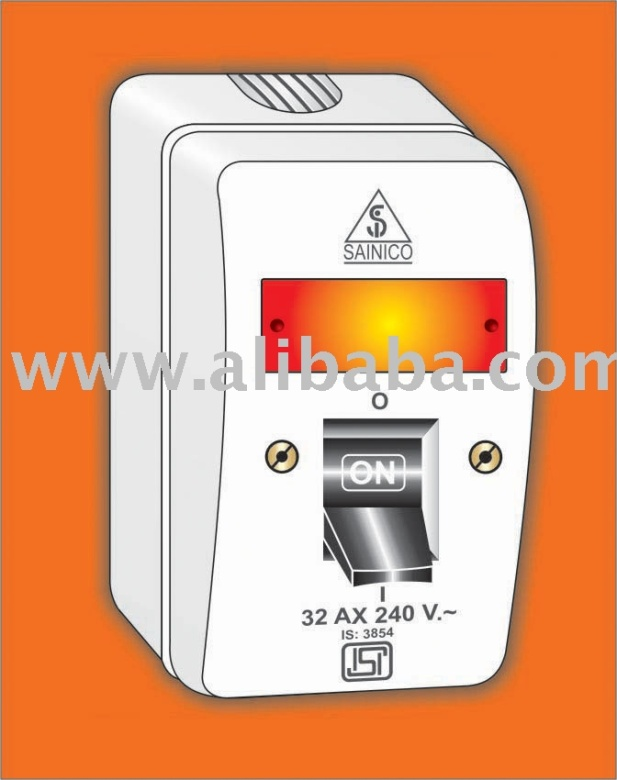 SAINICO
www.alibaba.com
O
ON
I
32 AX 240 V.~
IS: 3854
ISI